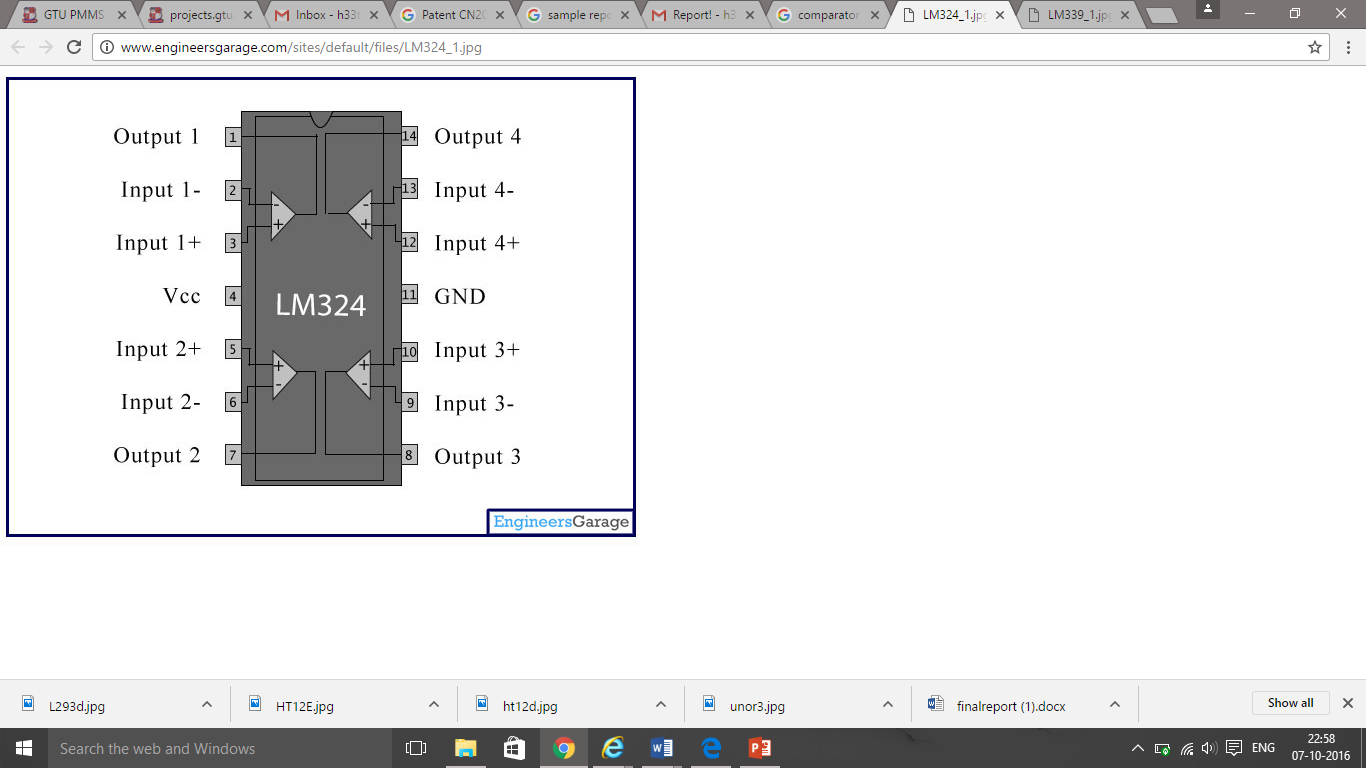 GTU PMMS
projects.gtu
Inbox - h33t
Patent CN20
sample repo
Report! - h3
comparator
LM324_1.jpg
LM339_1.jpg
www.engineersgarage.com/sites/default/files/LM324_1.jpg
Output 1 1 14 Output 4
Input 1- 2 - - 13 Input 4-
Input 1+ 3 + + 12 Input 4+
Vcc 4 LM324 11 GND
Input 2+ 5 + + 10 Input 3+
Input 2- 6 - - 9 Input 3-
Output 2 7 8 Output 3
EngineersGarage
L293d.jpg
HT12E.jpg
ht12d.jpg
unor3.jpg
finalreport (1).docx
Show all
Search the web and Windows
ENG
22:58
07-10-2016